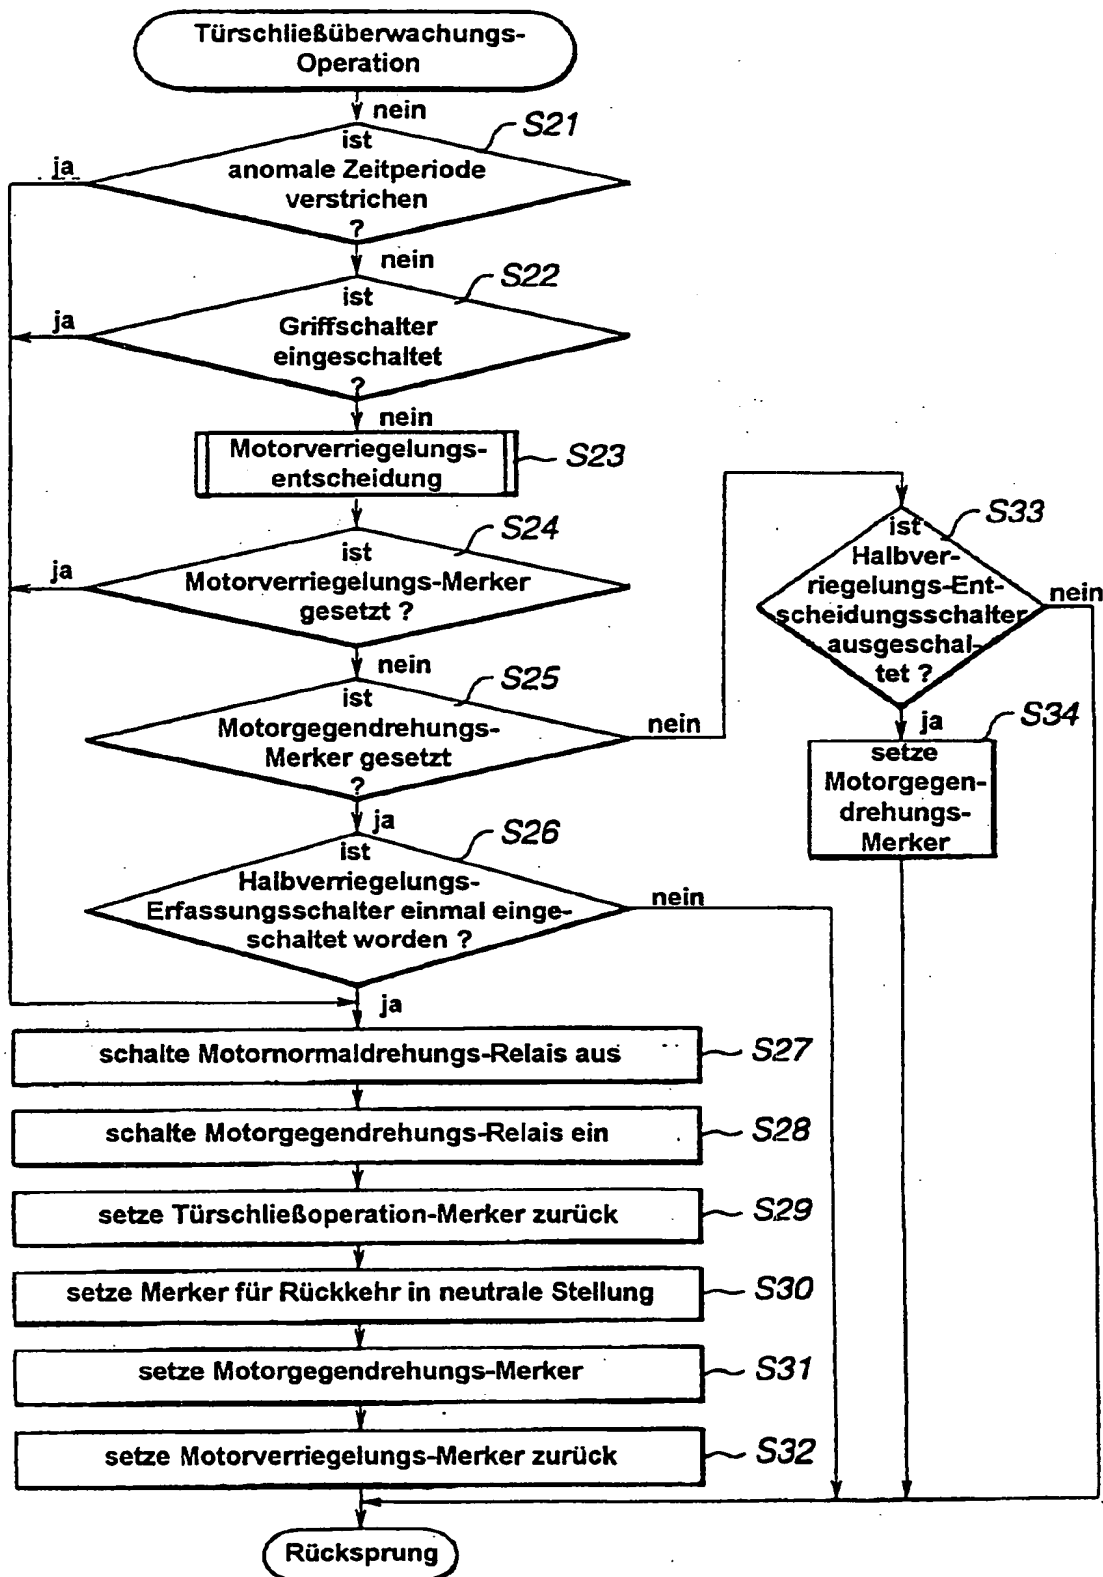 Türschließüberwachungs-
Operation
nein
S21
ist
anomale Zeitperiode
verstrichen
?
ja
nein
S22
ist
Griffschalter
eingeschaltet
?
ja
nein
Motorverriegelungs-
entscheidung
S23
S24
ist
Motorverriegelungs-Merker
gesetzt ?
ja
nein
S25
ist
Motorgegendrehungs-
Merker gesetzt
?
nein
ja
S26
ist
Halbverriegelungs-
Erfassungsschalter einmal einge-
schaltet worden ?
nein
ja
S33
ist
Halbver-
riegelungs-Ent-
scheidungsschalter
ausgeschal-
tet ?
nein
ja
S34
setze
Motorgegen-
drehungs-
Merker
schalte Motornormaldrehungs-Relais aus
S27
schalte Motorgegendrehungs-Relais ein
S28
setze Türschließoperation-Merker zurück
S29
setze Merker für Rückkehr in neutrale Stellung
S30
setze Motorgegendrehungs-Merker
S31
setze Motorverriegelungs-Merker zurück
S32
Rücksprung